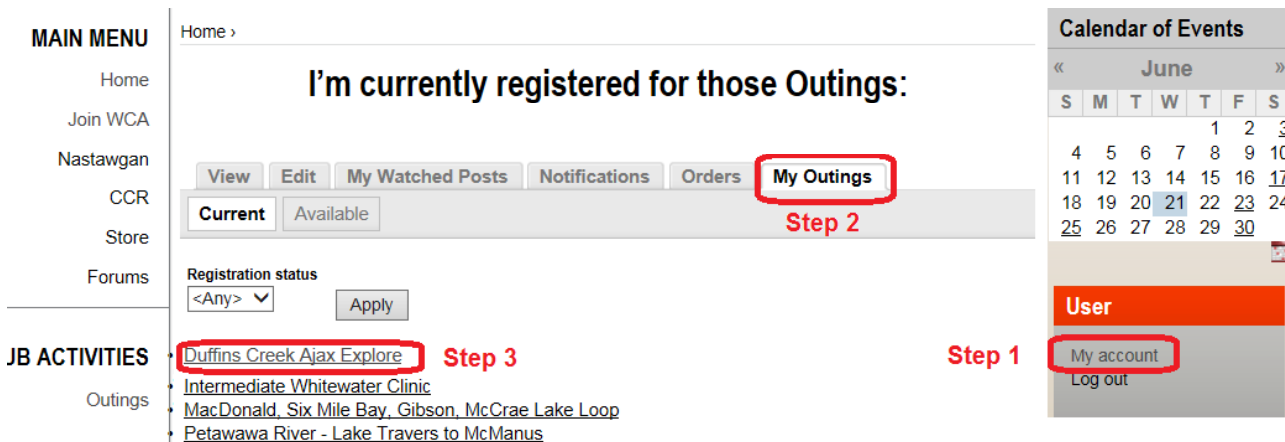 MAIN MENU
Home
Join WCA
Nastawgan
CCR
Store
Forums
JB ACTIVITIES
Outings
Home ›
I'm currently registered for those Outings:
View Edit My Watched Posts Notifications Orders My Outings
Current Available
Step 2
Registration status
<Any>
Apply
Duffins Creek Ajax Explore Step 3
Intermediate Whitewater Clinic
MacDonald, Six Mile Bay, Gibson, McCrae Lake Loop
Petawawa River - Lake Travers to McManus
Calendar of Events
« June »
S M T W T F S
1 2 3
4 5 6 7 8 9 10
11 12 13 14 15 16 17
18 19 20 21 22 23 24
25 26 27 28 29 30
User
Step 1 My account
Log out